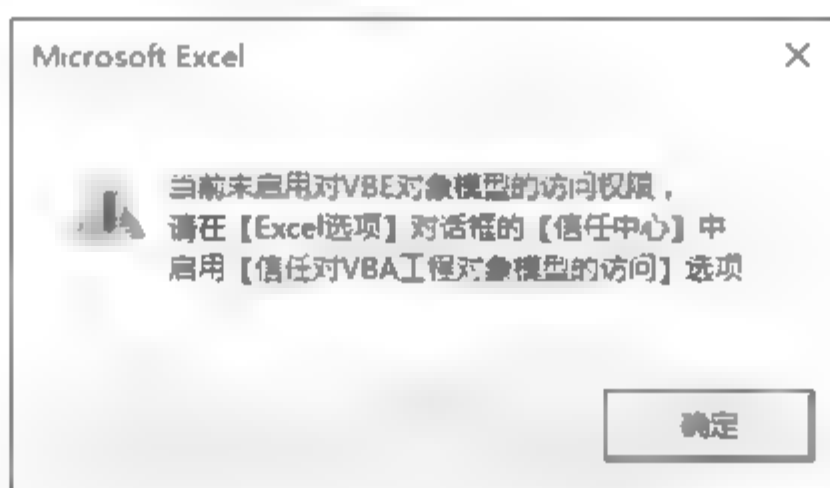 Microsoft Excel
当前未启用对VBE对象模型的访问权限，
请在【Excel选项】对话框的【信任中心】中
启用【信任对VBA工程对象模型的访问】选项
确定